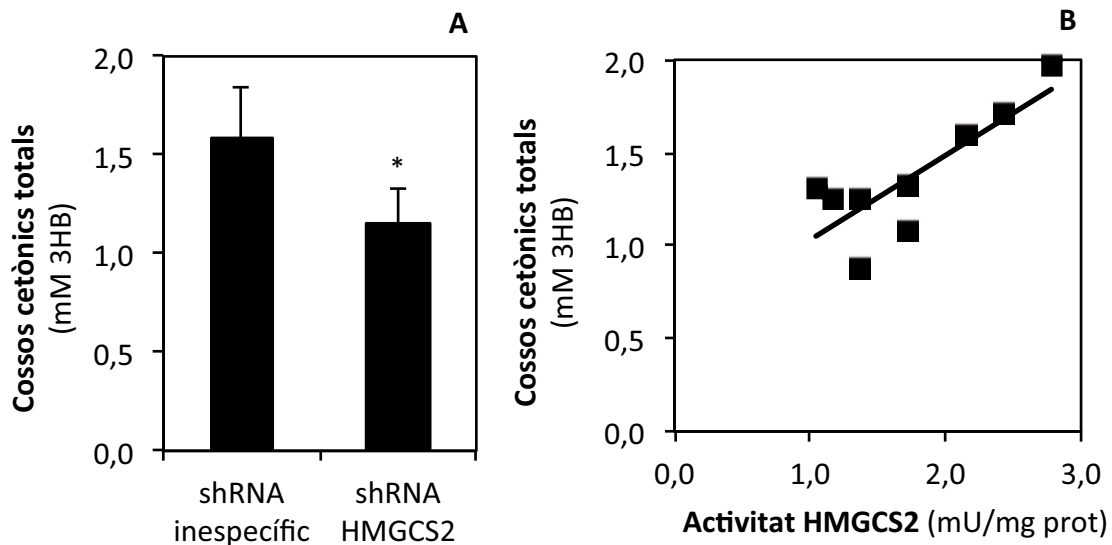 A
Cossos cetònics totals
(mM 3HB)
2,0
1,5
1,0
0,5
0,0
*
shRNA
inespecífic
shRNA
HMGCS2
B
Cossos cetònics totals
(mM 3HB)
2,0
1,5
1,0
0,5
0,0
0,0 1,0 2,0 3,0
Activitat HMGCS2 (mU/mg prot)